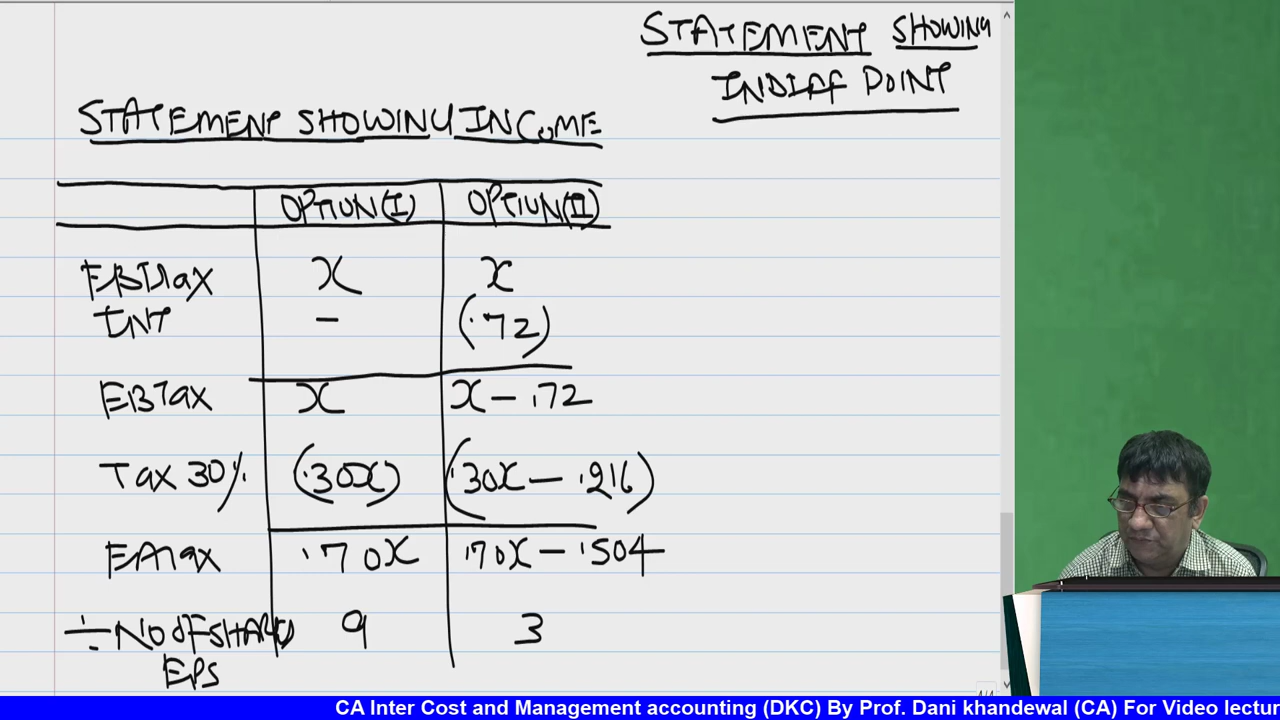 STATEMENT SHOWING
INDIFF POINT
STATEMENT SHOWING INCOME
OPTION(I) OPTION(II)
EBITax x x
INT - (.72)
EBTax x x - .72
Tax 30% (.30x) (.30x - .216)
EATax .70x .70x - .504
÷ NO OF SHARES 9 3
EPS
CA Inter Cost and Management accounting (DKC) By Prof. Dani khandewal (CA) For Video lectur